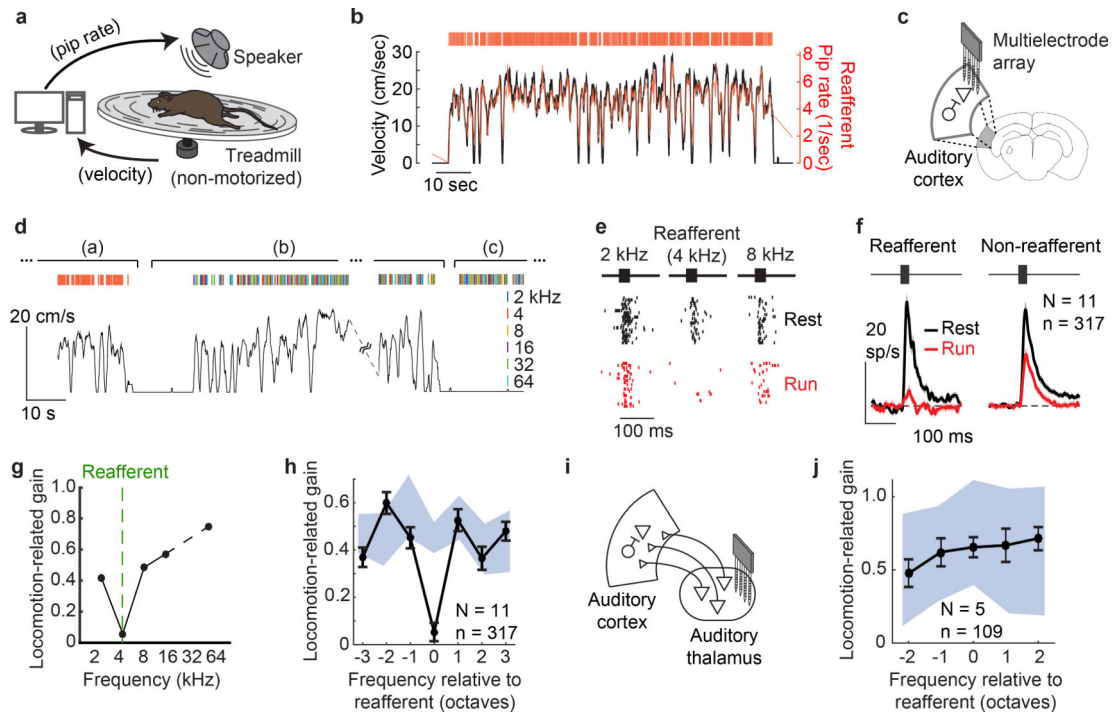 a
(pip rate)
Speaker
Treadmill
(velocity)
(non-motorized)
b
Velocity (cm/sec)
30
20
10
0
8
6
4
2
0
Reafferent
Pip rate (1/sec)
10 sec
c
Multielectrode
array
Auditory
cortex
d
... (a) (b) ... (c) ...
20 cm/s
10 s
2 kHz
4
8
16
32
64
e
Reafferent
2 kHz (4 kHz) 8 kHz
Rest
Run
100 ms
f
Reafferent Non-reafferent
N = 11
n = 317
20
sp/s
Rest
Run
100 ms
g
Reafferent
Locomotion-related gain
1.0
0.8
0.6
0.4
0.2
0
2 4 8 16 32 64
Frequency (kHz)
h
Locomotion-related gain
0.6
0.4
0.2
0
N = 11
n = 317
-3 -2 -1 0 1 2 3
Frequency relative to
reafferent (octaves)
i
Auditory
cortex
Auditory
thalamus
j
Locomotion-related gain
1.0
0.5
0
N = 5
n = 109
-2 -1 0 1 2
Frequency relative to
reafferent (octaves)